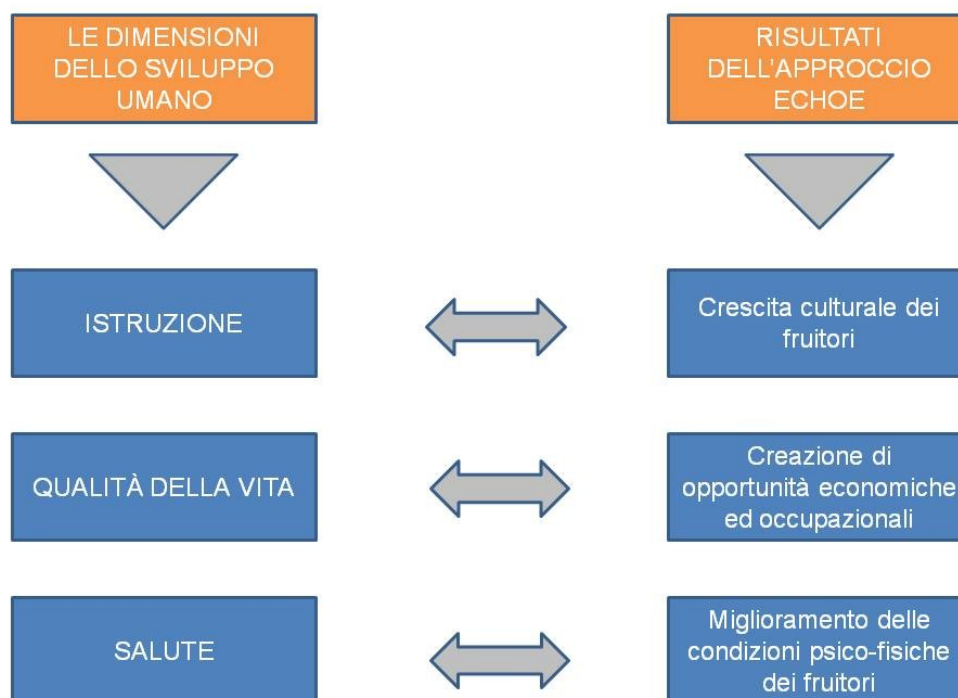 LE DIMENSIONI
DELLO SVILUPPO
UMANO
RISULTATI
DELL'APPROCCIO
ECHOE
ISTRUZIONE
Crescita culturale dei
fruitori
QUALITÀ DELLA VITA
Creazione di
opportunità economiche
ed occupazionali
SALUTE
Miglioramento delle
condizioni psico-fisiche
dei fruitori